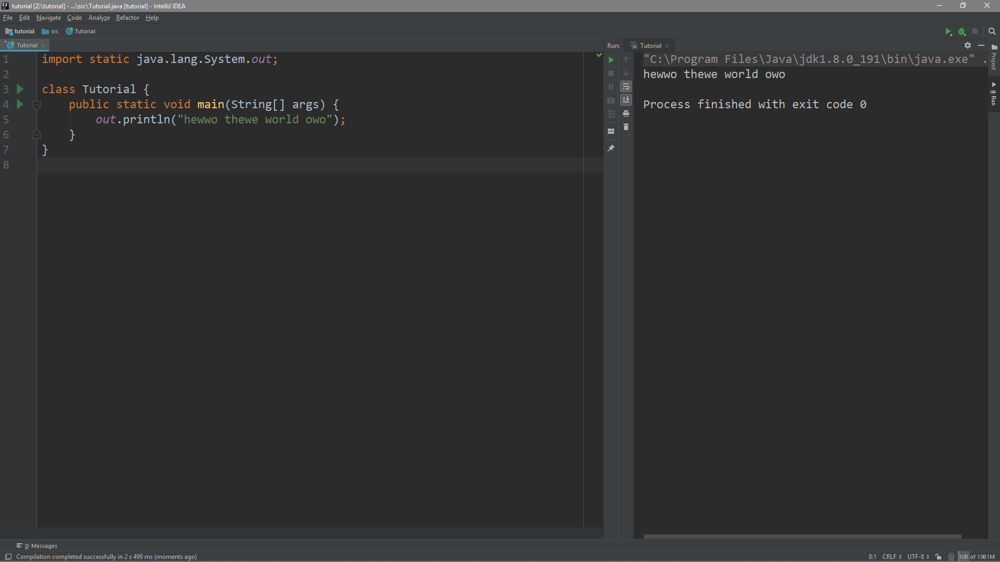 tutorial [Z:\tutorial] - ...\src\Tutorial.java [tutorial] - IntelliJ IDEA
File Edit Navigate Code Analyze Refactor Help
tutorial src Tutorial
* Tutorial
1 import static java.lang.System.out;
2
3 class Tutorial {
4 public static void main(String[] args) {
5 out.println("hewwo thewe world owo");
6 }
7 }
8
Run: Tutorial
"C:\Program Files\Java\jdk1.8.0_191\bin\java.exe" .
hewwo thewe world owo
Process finished with exit code 0
Project
4: Run
0: Messages
Compilation completed successfully in 2 s 499 ms (moments ago)
8:1 CRLF UTF-8 108 of 1981M